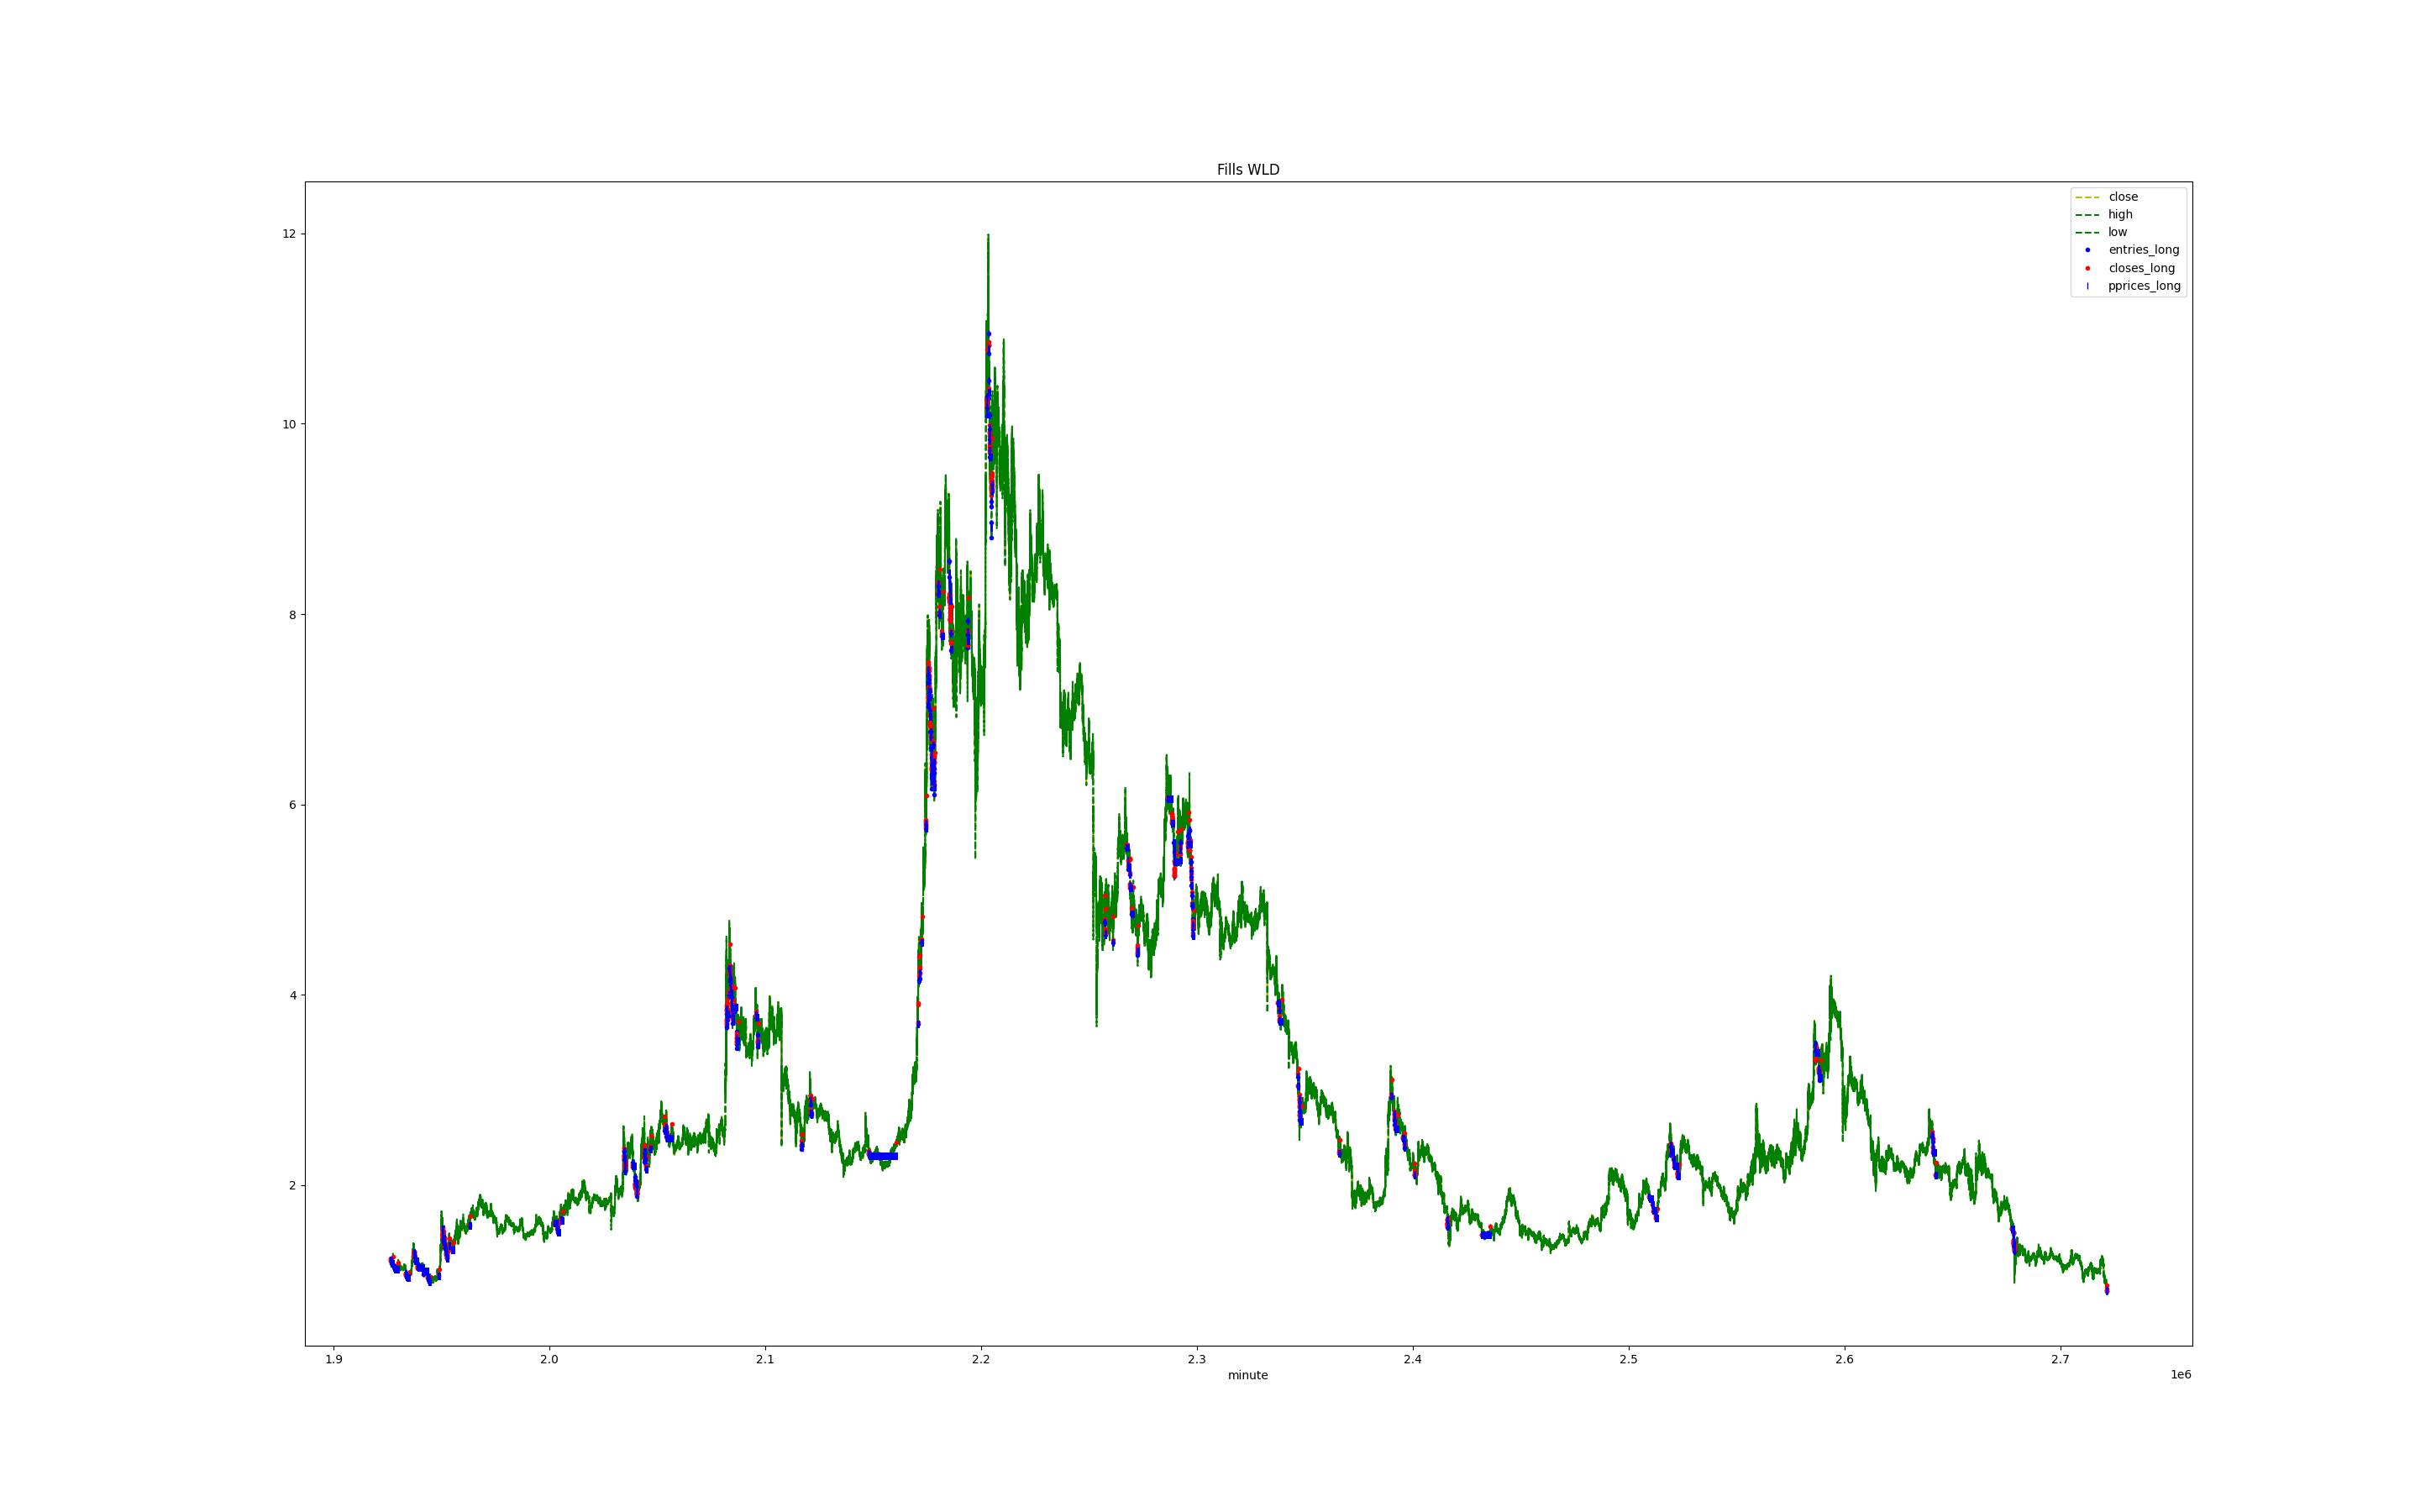 Fills WLD
close
high
low
entries_long
closes_long
pprices_long
12
10
8
6
4
2
1.9 2.0 2.1 2.2 2.3 2.4 2.5 2.6 2.7
minute
1e6